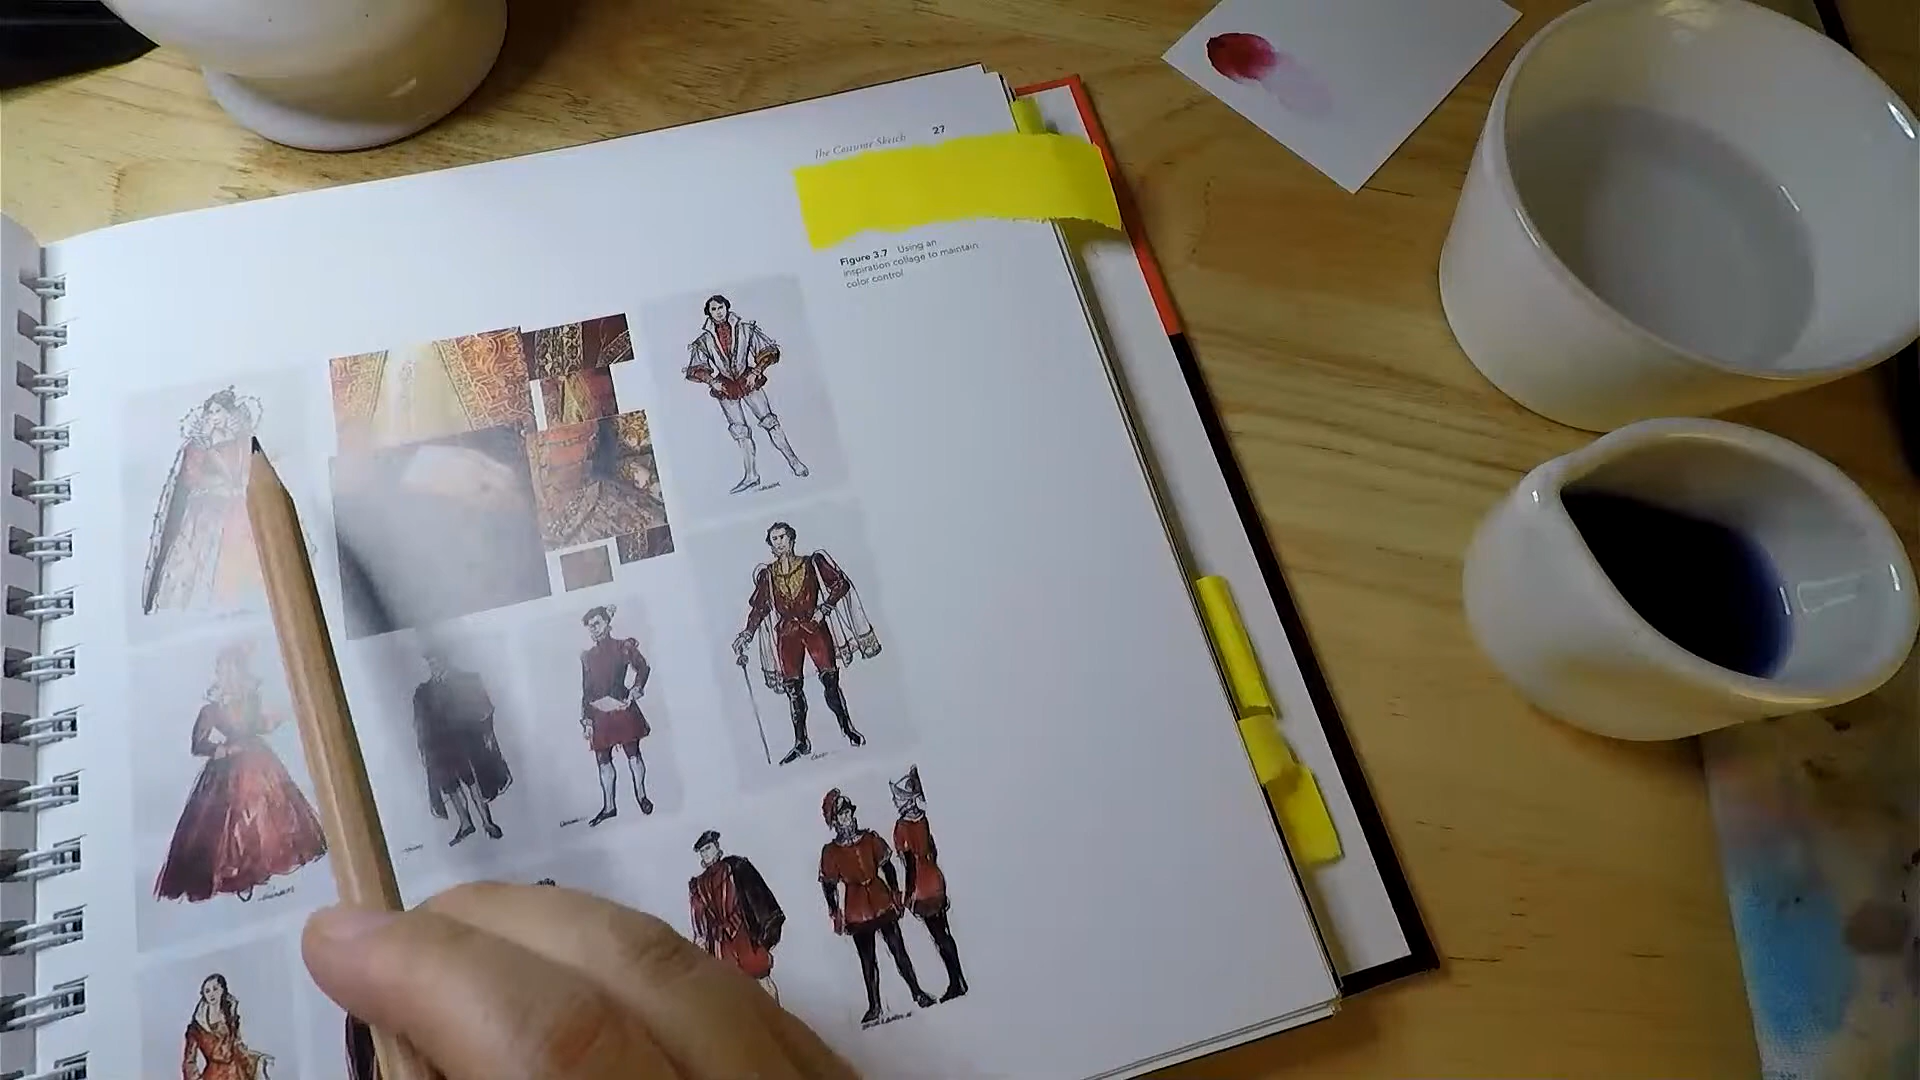 The Costume Sketch 27
Figure 3.7 Using an
inspiration collage to maintain
color control